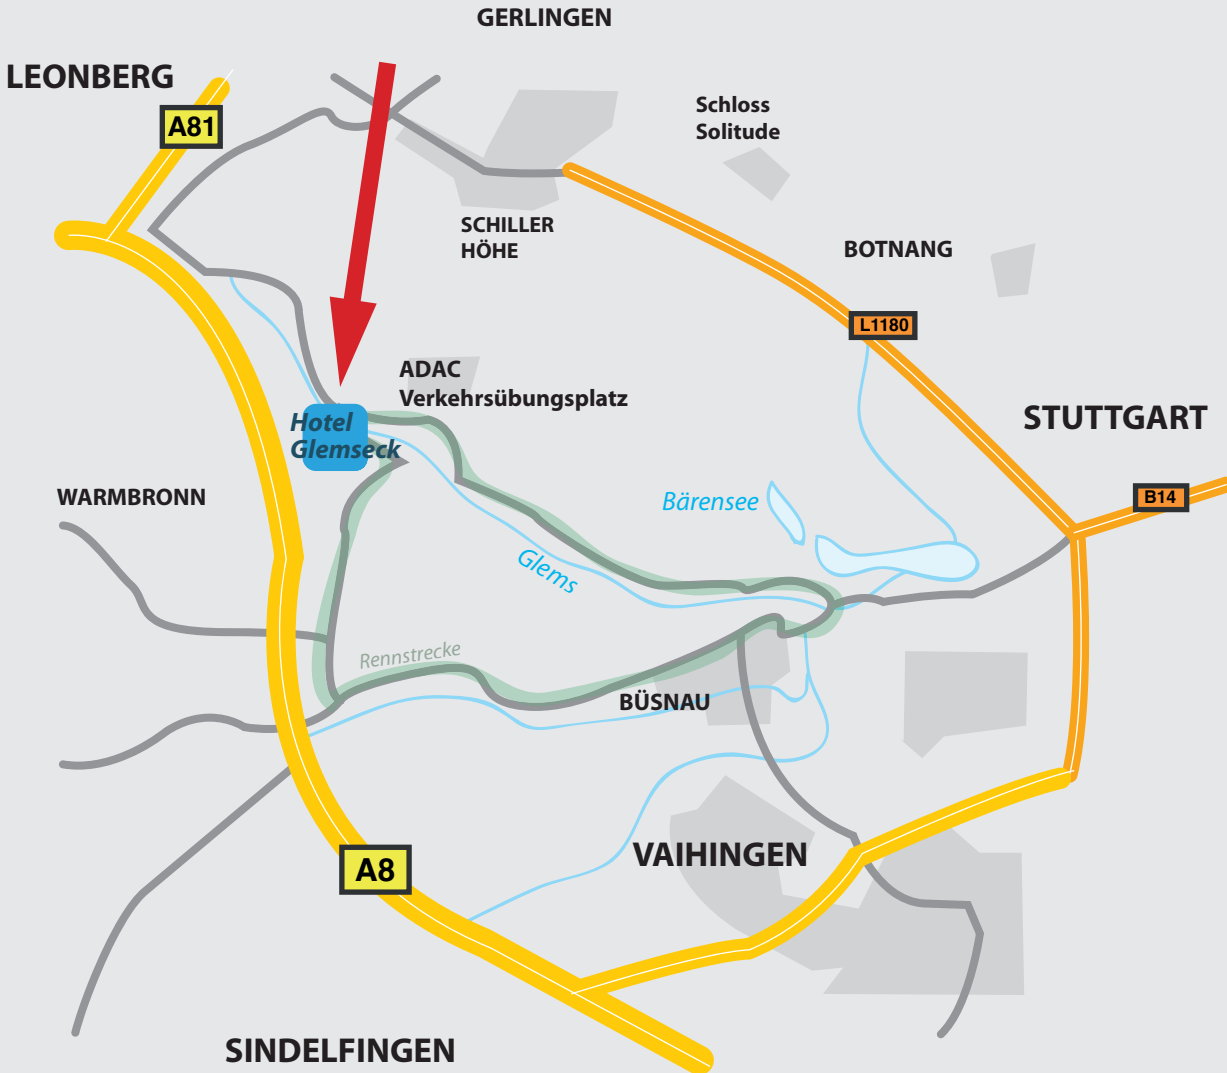 GERLINGEN
LEONBERG
A81
Schloss
Solitude
SCHILLER
HÖHE
BOTNANG
L1180
ADAC
Verkehrsübungsplatz
Hotel
Glemseck
STUTTGART
WARMBRONN
Bärensee
B14
Glems
Rennstrecke
BÜSNAU
VAIHINGEN
A8
SINDELFINGEN